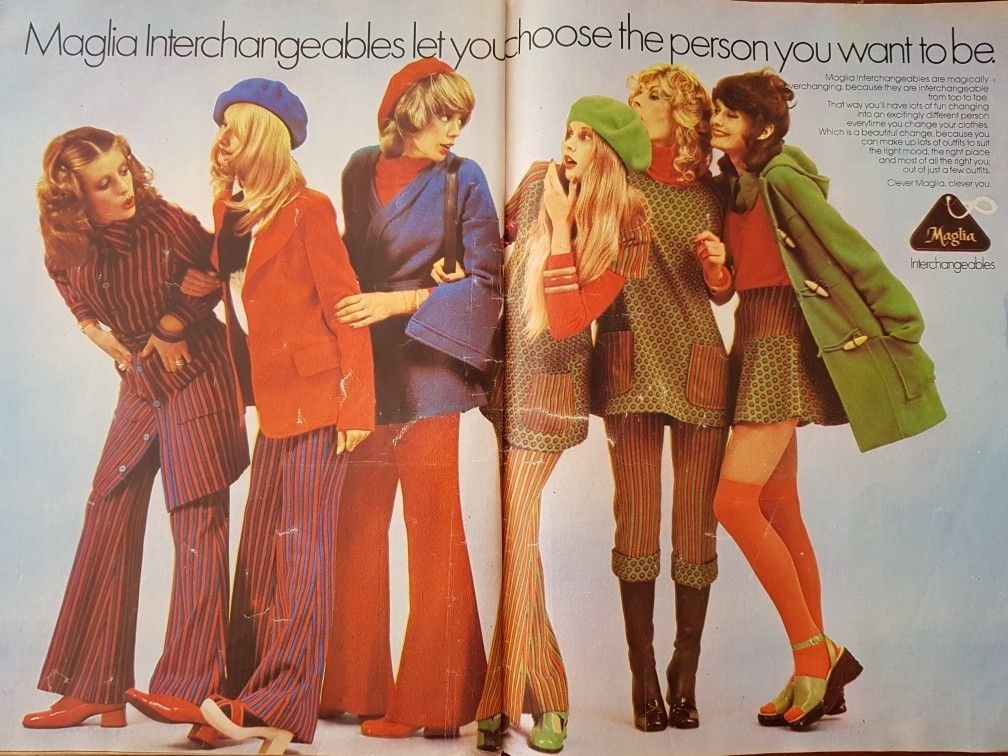 Maglia Interchangeables let you choose the person you want to be.
Maglia Interchangeables are magically
everchanging, because they are interchangeable
from top to toe.
That way you'll have lots of fun changing
into an excitingly different person
everytime you change your clothes.
Which is a beautiful change, because you
can make up lots of outfits to suit
the right mood, the right place
and most of all the right you;
out of just a few outfits.
Clever Maglia, clever you.
Maglia
Interchangeables